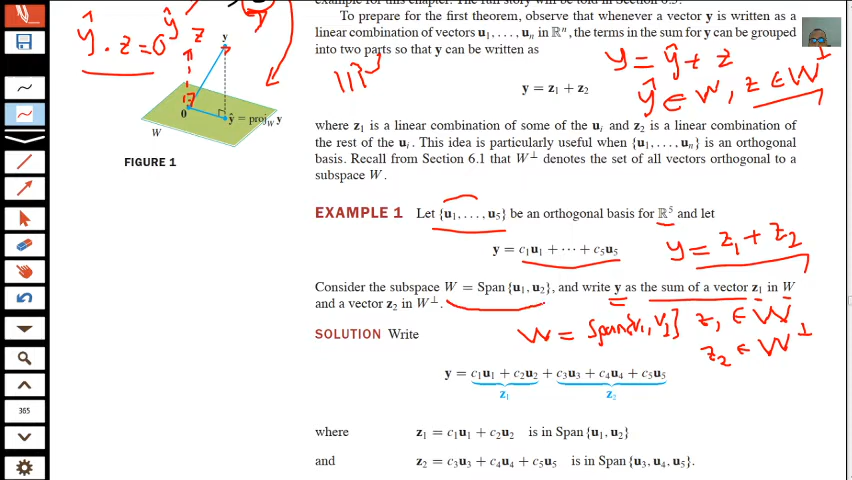 example for this chapter. The full story will be told in Section 6.3.
To prepare for the first theorem, observe that whenever a vector y is written as a
linear combination of vectors u₁, . . . , uₙ in ℝⁿ, the terms in the sum for y can be grouped
into two parts so that y can be written as
y = z₁ + z₂
where z₁ is a linear combination of some of the uᵢ and z₂ is a linear combination of
the rest of the uᵢ. This idea is particularly useful when {u₁, . . . , uₙ} is an orthogonal
basis. Recall from Section 6.1 that W⊥ denotes the set of all vectors orthogonal to a
subspace W.
ŷ · z = 0
ŷ
z
y
0
ŷ = proj_W y
W
FIGURE 1
y = ŷ + z
ŷ ∈ W, z ∈ W⊥
EXAMPLE 1 Let {u₁, . . . , u₅} be an orthogonal basis for ℝ⁵ and let
y = c₁u₁ + ··· + c₅u₅
y = z₁ + z₂
Consider the subspace W = Span {u₁, u₂}, and write y as the sum of a vector z₁ in W
and a vector z₂ in W⊥.
W = span{v₁, v₂} z₁ ∈ W
z₂ ∈ W⊥
SOLUTION Write
y = c₁u₁ + c₂u₂ + c₃u₃ + c₄u₄ + c₅u₅
z₁ z₂
where z₁ = c₁u₁ + c₂u₂ is in Span {u₁, u₂}
and z₂ = c₃u₃ + c₄u₄ + c₅u₅ is in Span {u₃, u₄, u₅}.
365